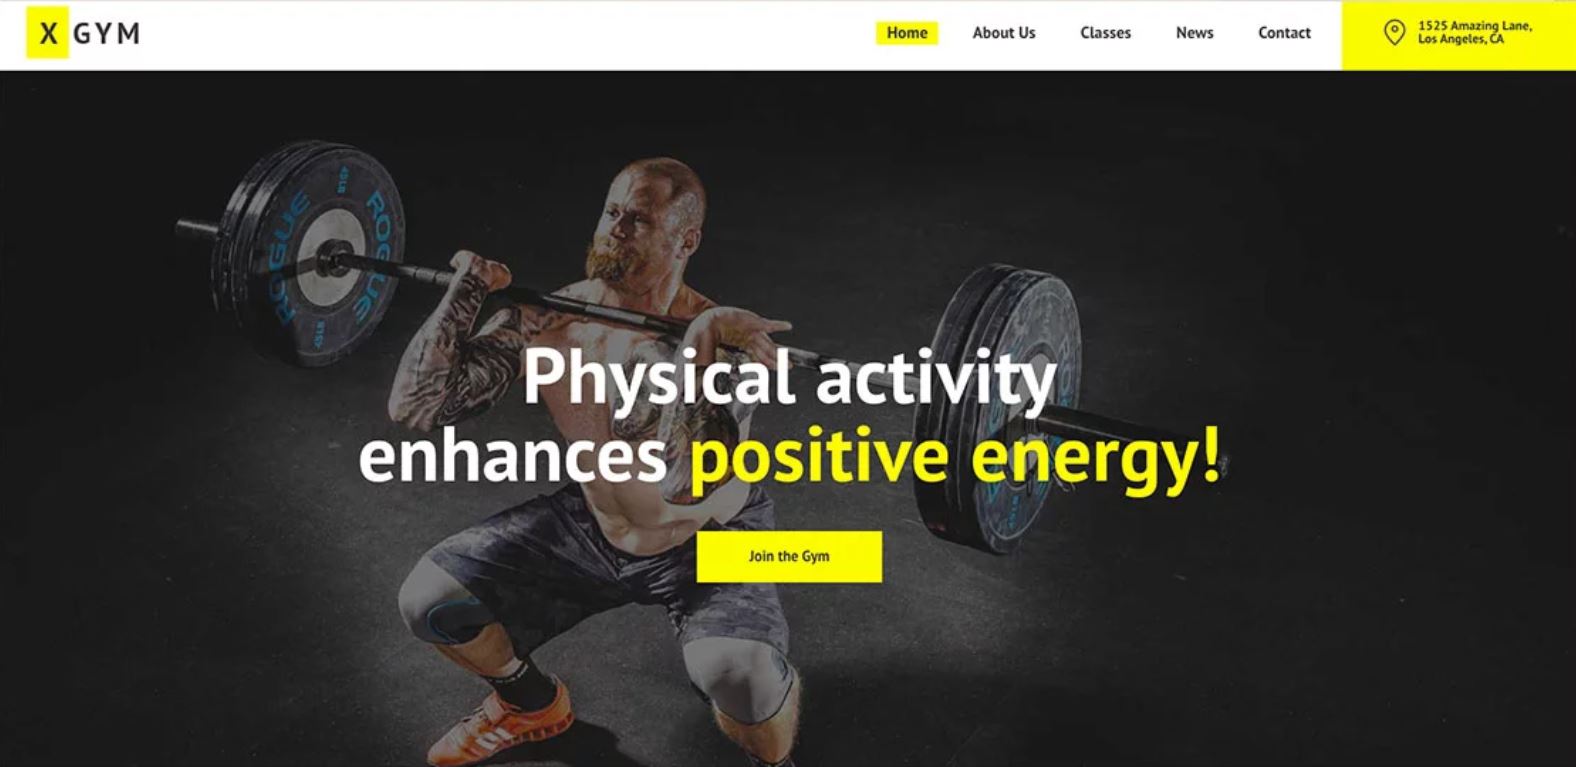 X GYM
Home
About Us
Classes
News
Contact
1525 Amazing Lane,
Los Angeles, CA
ROGUE
ROGUE
45LB
Physical activity
enhances positive energy!
Join the Gym